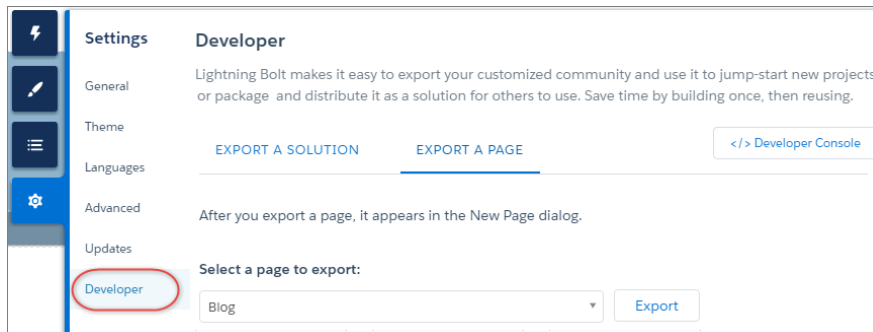 Settings
General
Theme
Languages
Advanced
Updates
Developer
Developer
Lightning Bolt makes it easy to export your customized community and use it to jump-start new projects
or package and distribute it as a solution for others to use. Save time by building once, then reusing.
EXPORT A SOLUTION
EXPORT A PAGE
</> Developer Console
After you export a page, it appears in the New Page dialog.
Select a page to export:
Blog
Export